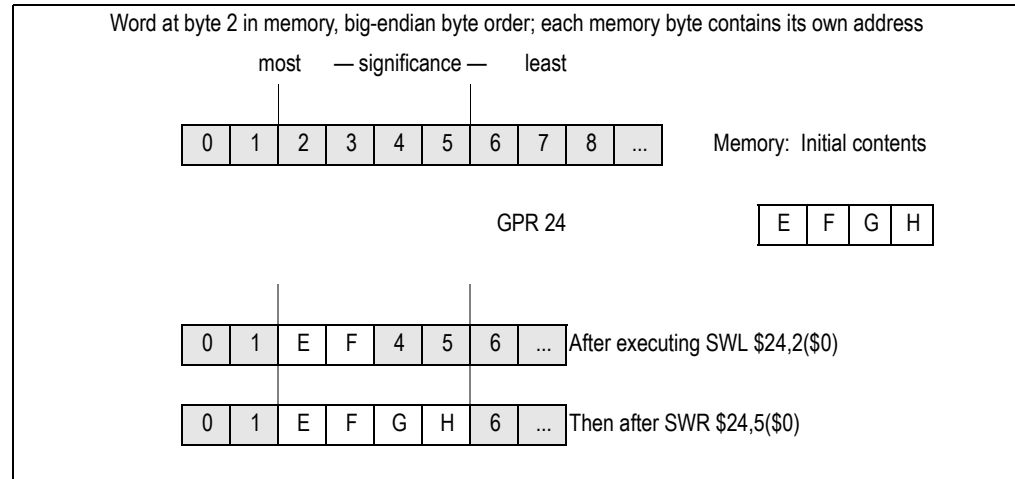 Word at byte 2 in memory, big-endian byte order; each memory byte contains its own address
most — significance — least
0 1 2 3 4 5 6 7 8 ... Memory: Initial contents
GPR 24 E F G H
0 1 E F 4 5 6 ... After executing SWL $24,2($0)
0 1 E F G H 6 ... Then after SWR $24,5($0)